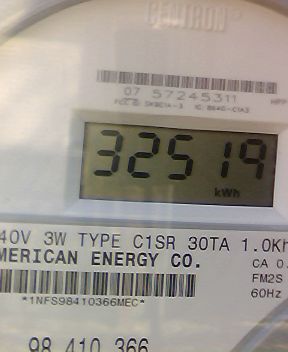 CENTRON®
07 57245311
32519
kWh
40V 3W TYPE C1SR 30TA 1.0Kh
MERICAN ENERGY CO.
CA 0.
FM2S
*1NFS98410366MEC*
60Hz
98 410 366